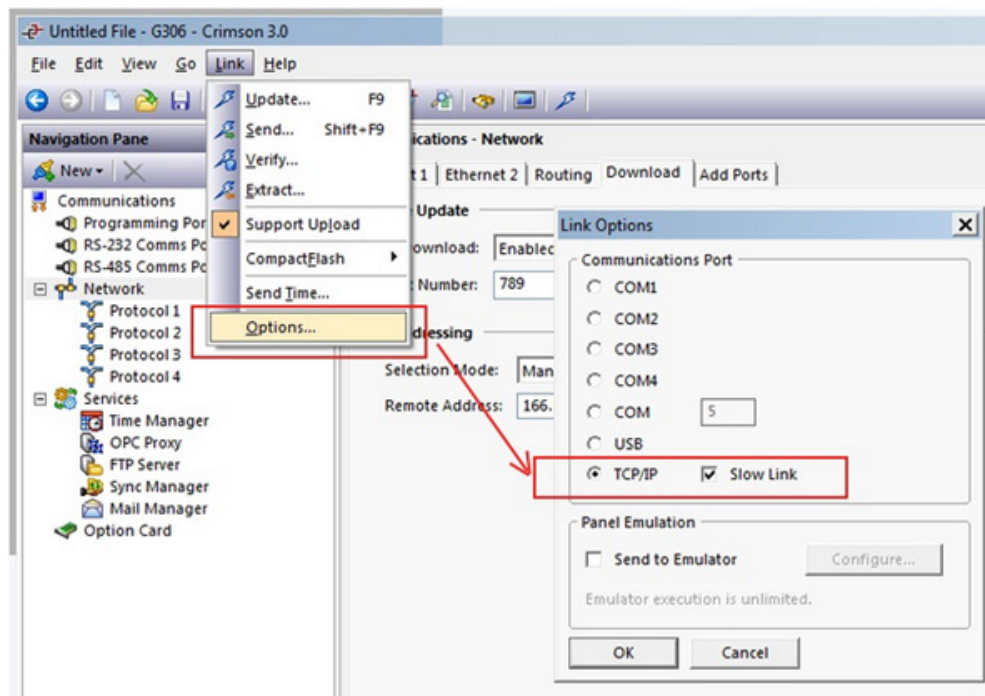 Untitled File - G306 - Crimson 3.0
File Edit View Go Link Help
Navigation Pane
New
Communications
Programming Por
RS-232 Comms Po
RS-485 Comms Po
Network
Protocol 1
Protocol 2
Protocol 3
Protocol 4
Services
Time Manager
OPC Proxy
FTP Server
Sync Manager
Mail Manager
Option Card
Update... F9
Send... Shift+F9
Verify...
Extract...
Support Upload
CompactFlash
Send Time...
Options...
ications - Network
t 1 Ethernet 2 Routing Download Add Ports
Update
ownload: Enabled
Number: 789
dressing
Selection Mode: Man
Remote Address: 166.
Link Options
Communications Port
COM1
COM2
COM3
COM4
COM 5
USB
TCP/IP Slow Link
Panel Emulation
Send to Emulator Configure...
Emulator execution is unlimited.
OK Cancel